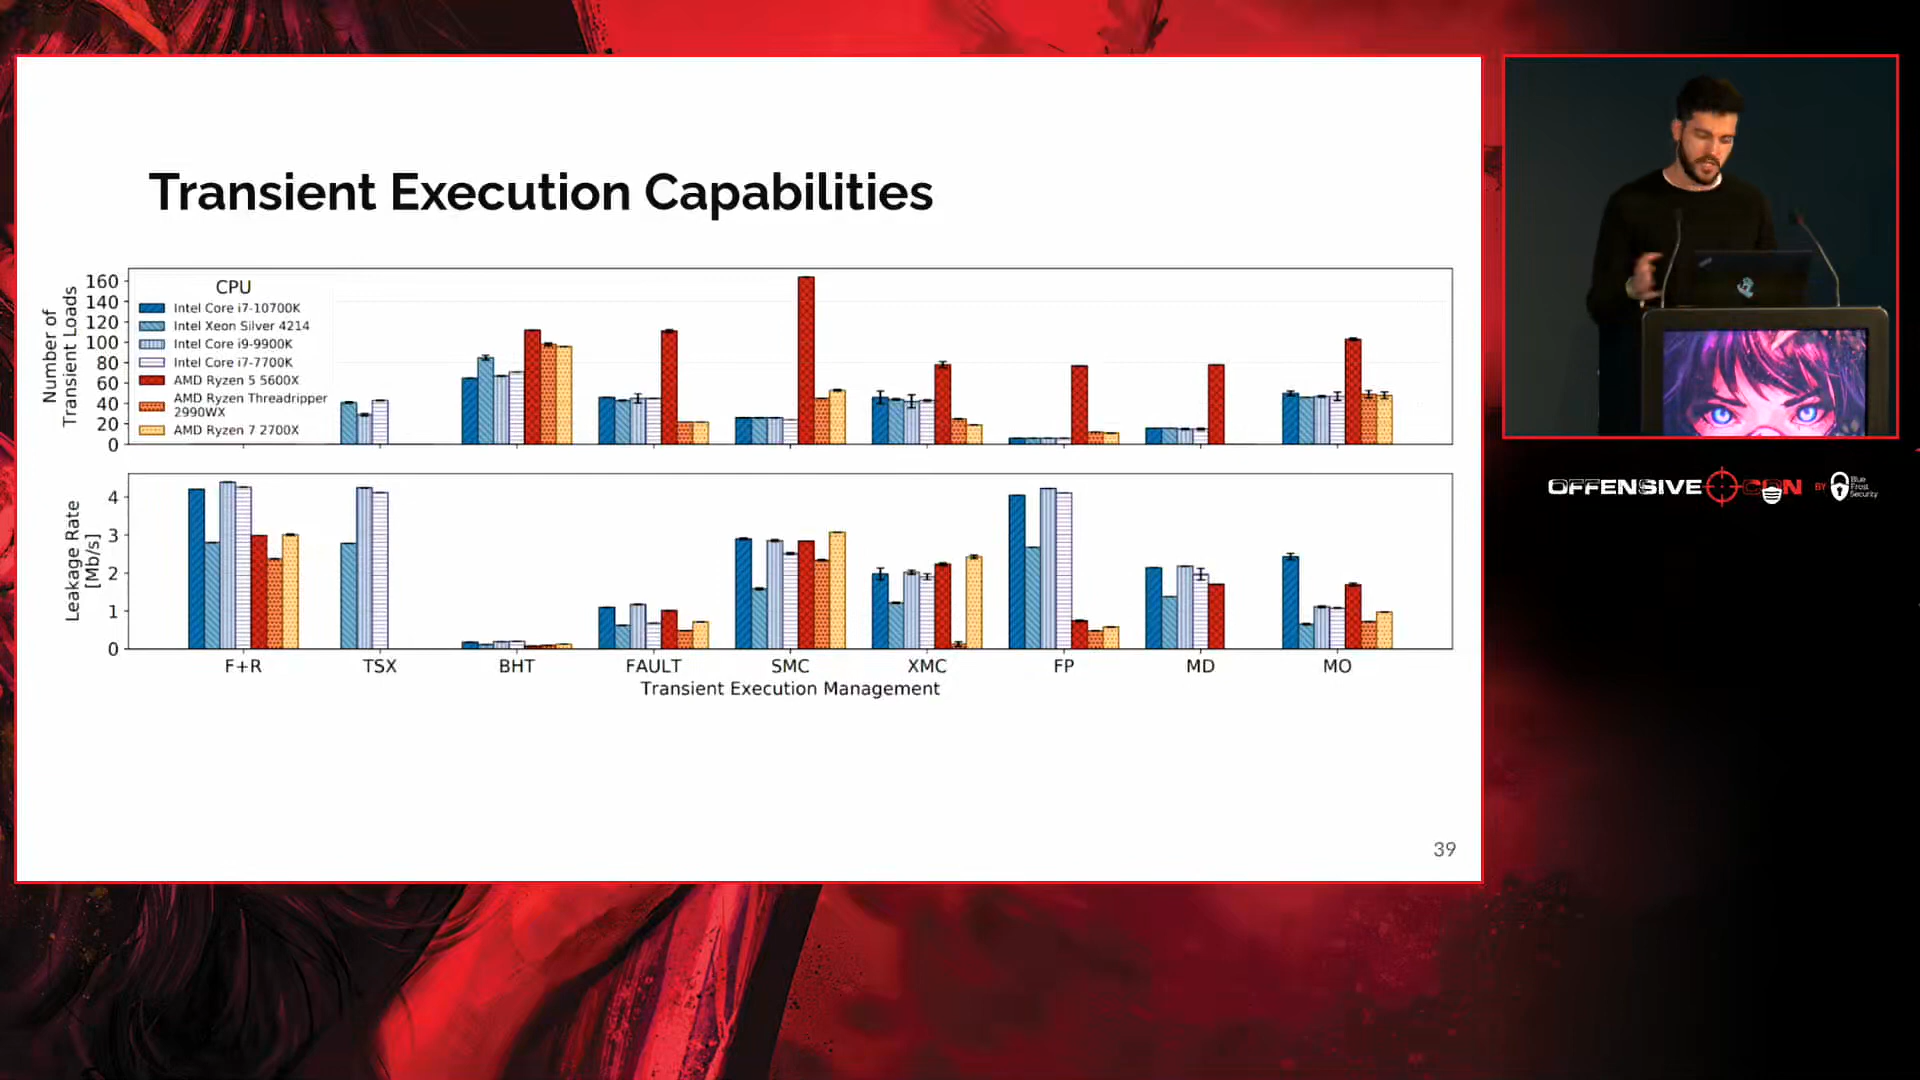 Transient Execution Capabilities
Number of
Transient Loads
160
140
120
100
80
60
40
20
0
CPU
Intel Core i7-10700K
Intel Xeon Silver 4214
Intel Core i9-9900K
Intel Core i7-7700K
AMD Ryzen 5 5600X
AMD Ryzen Threadripper
2990WX
AMD Ryzen 7 2700X
Leakage Rate
[Mb/s]
4
3
2
1
0
F+R TSX BHT FAULT SMC XMC FP MD MO
Transient Execution Management
39
OFFENSIVE CON BY Blue
Frost
Security